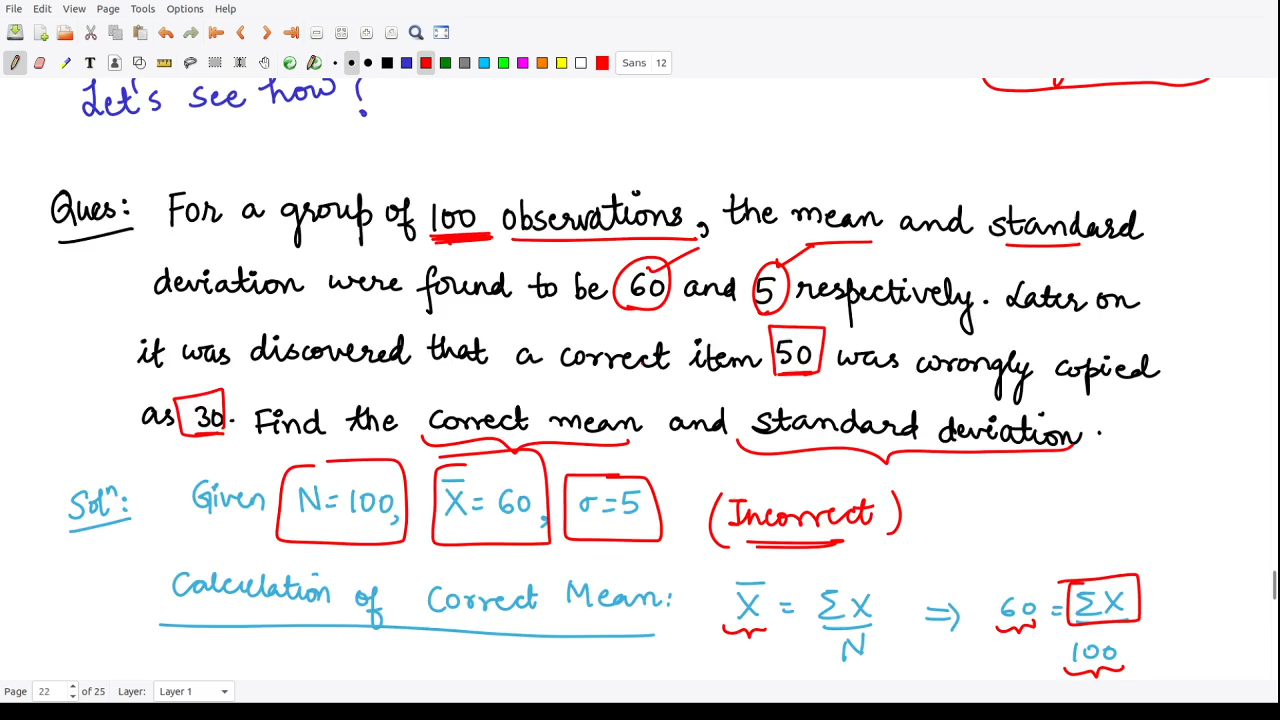 File Edit View Page Tools Options Help
T Sans 12
Let's see how!
Ques: For a group of 100 observations, the mean and standard
deviation were found to be 60 and 5 respectively. Later on
it was discovered that a correct item 50 was wrongly copied
as 30. Find the correct mean and standard deviation.
Solⁿ: Given N=100, X̅= 60, σ=5 (Incorrect)
Calculation of Correct Mean: X̅ = ΣX/N ⇒ 60 = ΣX/100
Page 22 of 25 Layer: Layer 1